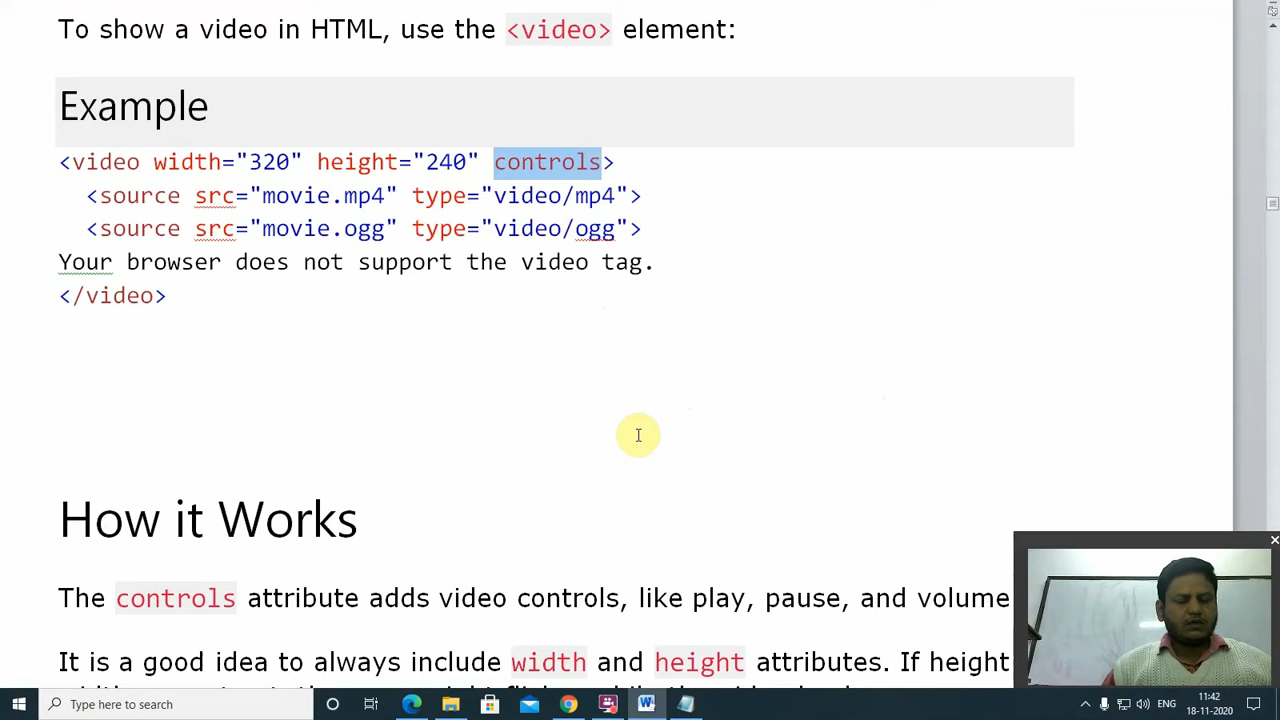 To show a video in HTML, use the <video> element:
Example
<video width="320" height="240" controls>
<source src="movie.mp4" type="video/mp4">
<source src="movie.ogg" type="video/ogg">
Your browser does not support the video tag.
</video>
How it Works
The controls attribute adds video controls, like play, pause, and volume
It is a good idea to always include width and height attributes. If height
Type here to search
ENG
11:42
18-11-2020